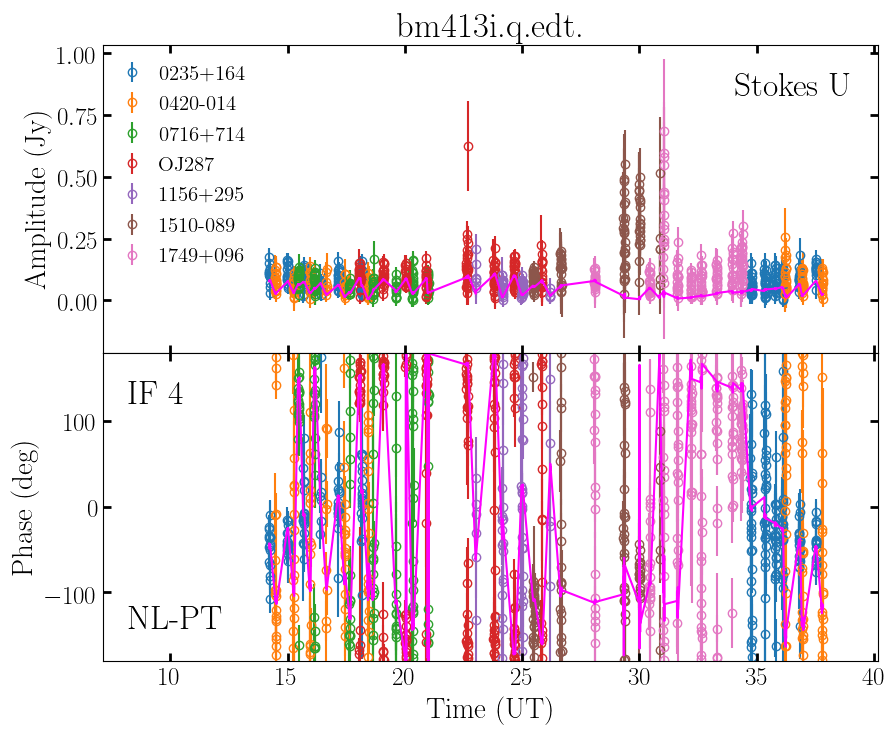 bm413i.q.edt.
Stokes U
Amplitude (Jy)
1.00
0.75
0.50
0.25
0.00
0235+164
0420-014
0716+714
OJ287
1156+295
1510-089
1749+096
IF 4
NL-PT
Phase (deg)
100
0
−100
10 15 20 25 30 35 40
Time (UT)